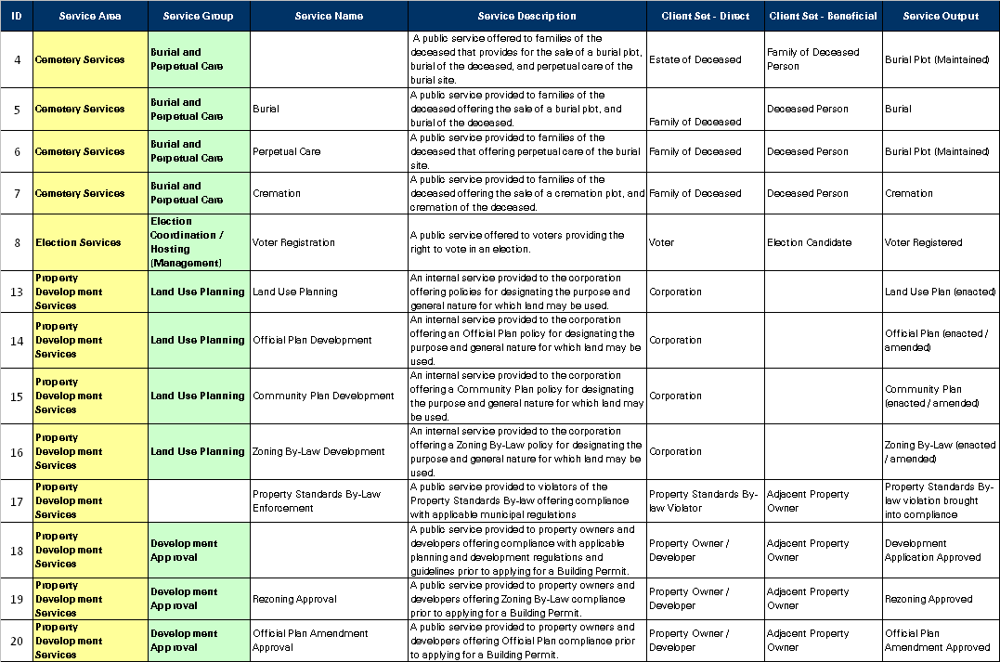 ID Service Area Service Group Service Name Service Description Client Set - Direct Client Set - Beneficial Service Output
4 Cemetery Services
Burial and
Perpetual Care
A public service offered to families of the
deceased that provides for the sale of a burial plot,
burial of the deceased, and perpetual care of the
burial site.
Estate of Deceased
Family of Deceased
Person
Burial Plot (Maintained)
5 Cemetery Services
Burial and
Perpetual Care
Burial
A public service provided to families of the
deceased offering the sale of a burial plot, and
burial of the deceased.
Family of Deceased
Deceased Person
Burial
6 Cemetery Services
Burial and
Perpetual Care
Perpetual Care
A public service provided to families of the
deceased that offering perpetual care of the burial
site.
Family of Deceased
Deceased Person
Burial Plot (Maintained)
7 Cemetery Services
Burial and
Perpetual Care
Cremation
A public service provided to families of the
deceased offering the sale of a cremation plot, and
cremation of the deceased.
Family of Deceased
Deceased Person
Cremation
8 Election Services
Election
Coordination /
Hosting
(Management)
Voter Registration
A public service offered to voters providing the
right to vote in an election.
Voter
Election Candidate
Voter Registered
13
Property
Development
Services
Land Use Planning
Land Use Planning
An internal service provided to the corporation
offering policies for designating the purpose and
general nature for which land may be used.
Corporation
Land Use Plan (enacted)
14
Property
Development
Services
Land Use Planning
Official Plan Development
An internal service provided to the corporation
offering an Official Plan policy for designating the
purpose and general nature for which land may be
used.
Corporation
Official Plan (enacted /
amended)
15
Property
Development
Services
Land Use Planning
Community Plan Development
An internal service provided to the corporation
offering a Community Plan policy for designating
the purpose and general nature for which land may
be used.
Corporation
Community Plan
(enacted / amended)
16
Property
Development
Services
Land Use Planning
Zoning By-Law Development
An internal service provided to the corporation
offering a Zoning By-Law policy for designating the
purpose and general nature for which land may be
used.
Corporation
Zoning By-Law (enacted
/ amended)
17
Property
Development
Services
Property Standards By-Law
Enforcement
A public service provided to violators of the
Property Standards By-law offering compliance
with applicable municipal regulations
Property Standards By-
law Violator
Adjacent Property
Owner
Property Standards By-
law violation brought
into compliance
18
Property
Development
Services
Development
Approval
A public service provided to property owners and
developers offering compliance with applicable
planning and development regulations and
guidelines prior to applying for a Building Permit.
Property Owner /
Developer
Adjacent Property
Owner
Development
Application Approved
19
Property
Development
Services
Development
Approval
Rezoning Approval
A public service provided to property owners and
developers offering Zoning By-Law compliance
prior to applying for a Building Permit.
Property Owner /
Developer
Adjacent Property
Owner
Rezoning Approved
20
Property
Development
Services
Development
Approval
Official Plan Amendment
Approval
A public service provided to property owners and
developers offering Official Plan compliance prior
to applying for a Building Permit.
Property Owner /
Developer
Adjacent Property
Owner
Official Plan
Amendment Approved